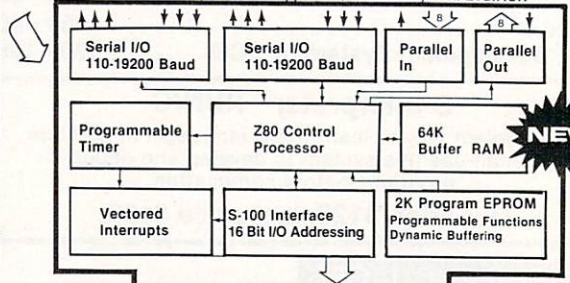 8
8
Serial I/O
110-19200 Baud
Serial I/O
110-19200 Baud
Parallel
In
Parallel
Out
Programmable
Timer
Z80 Control
Processor
64K
Buffer RAM
Vectored
Interrupts
S-100 Interface
16 Bit I/O Addressing
2K Program EPROM
Programmable Functions
Dynamic Buffering